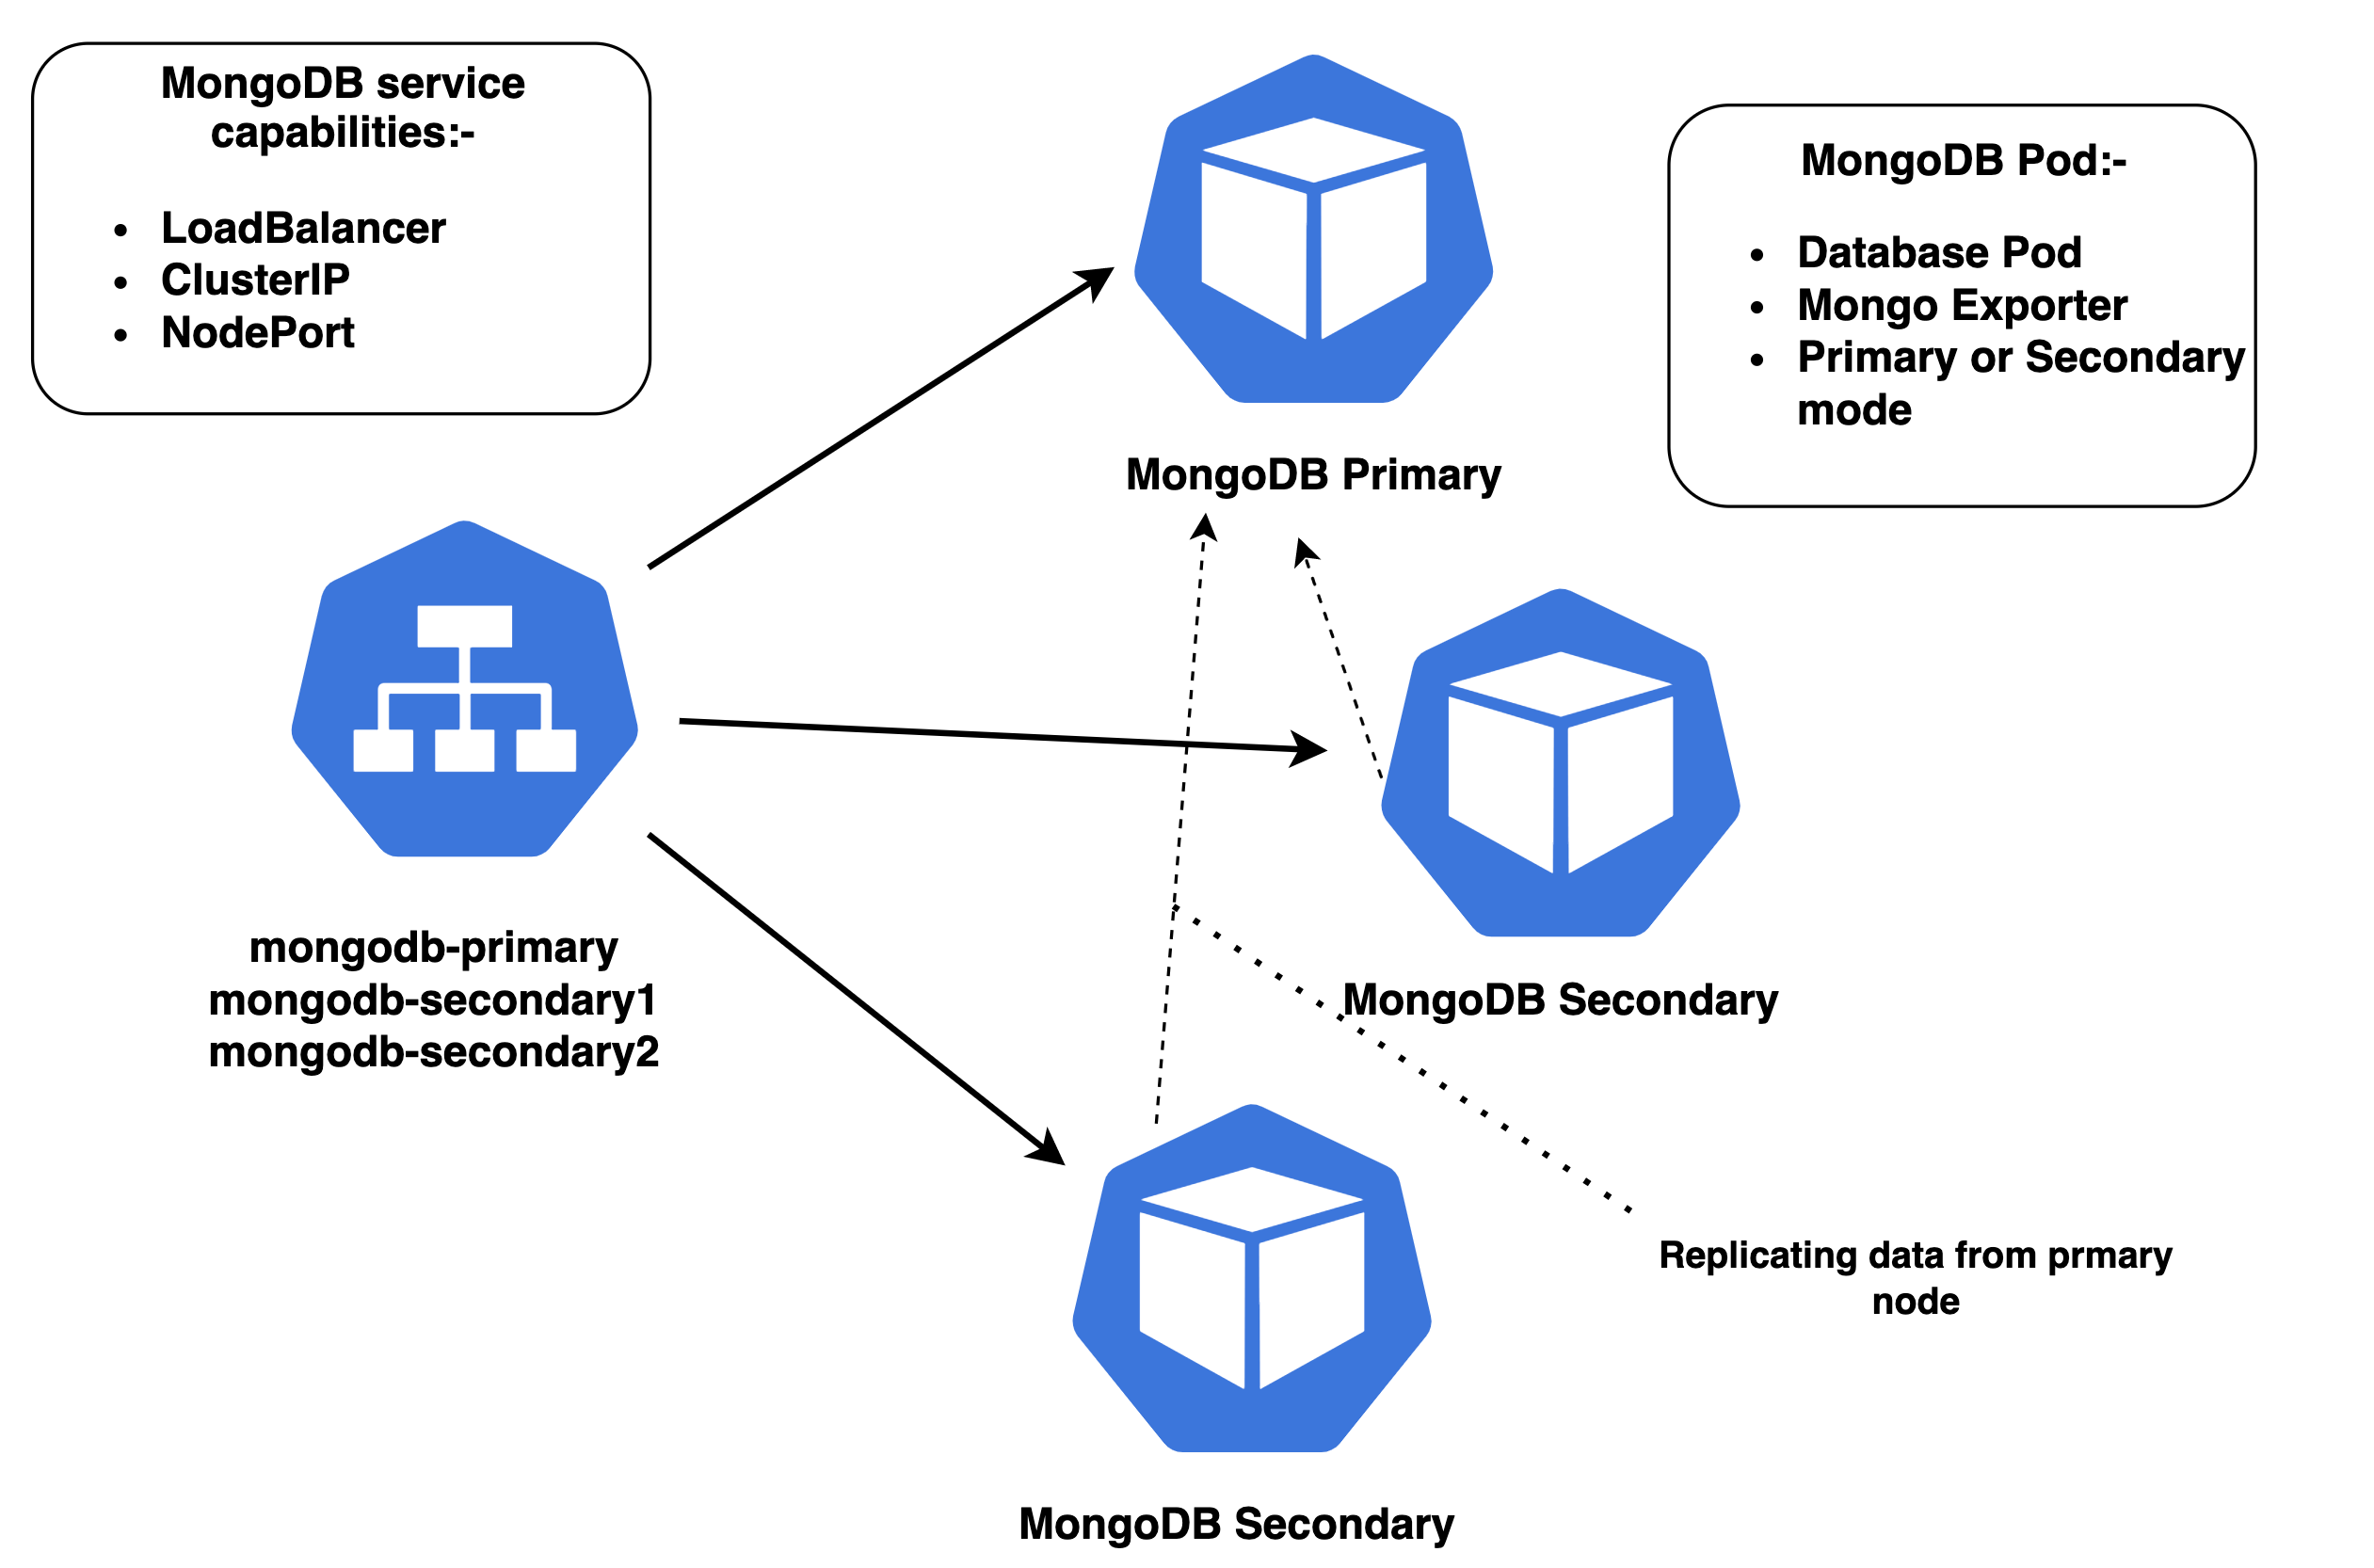 MongoDB service
capabilities:-
• LoadBalancer
• ClusterIP
• NodePort
MongoDB Pod:-
• Database Pod
• Mongo Exporter
• Primary or Secondary
mode
MongoDB Primary
mongodb-primary
mongodb-secondary1
mongodb-secondary2
MongoDB Secondary
Replicating data from prmary
node
MongoDB Secondary